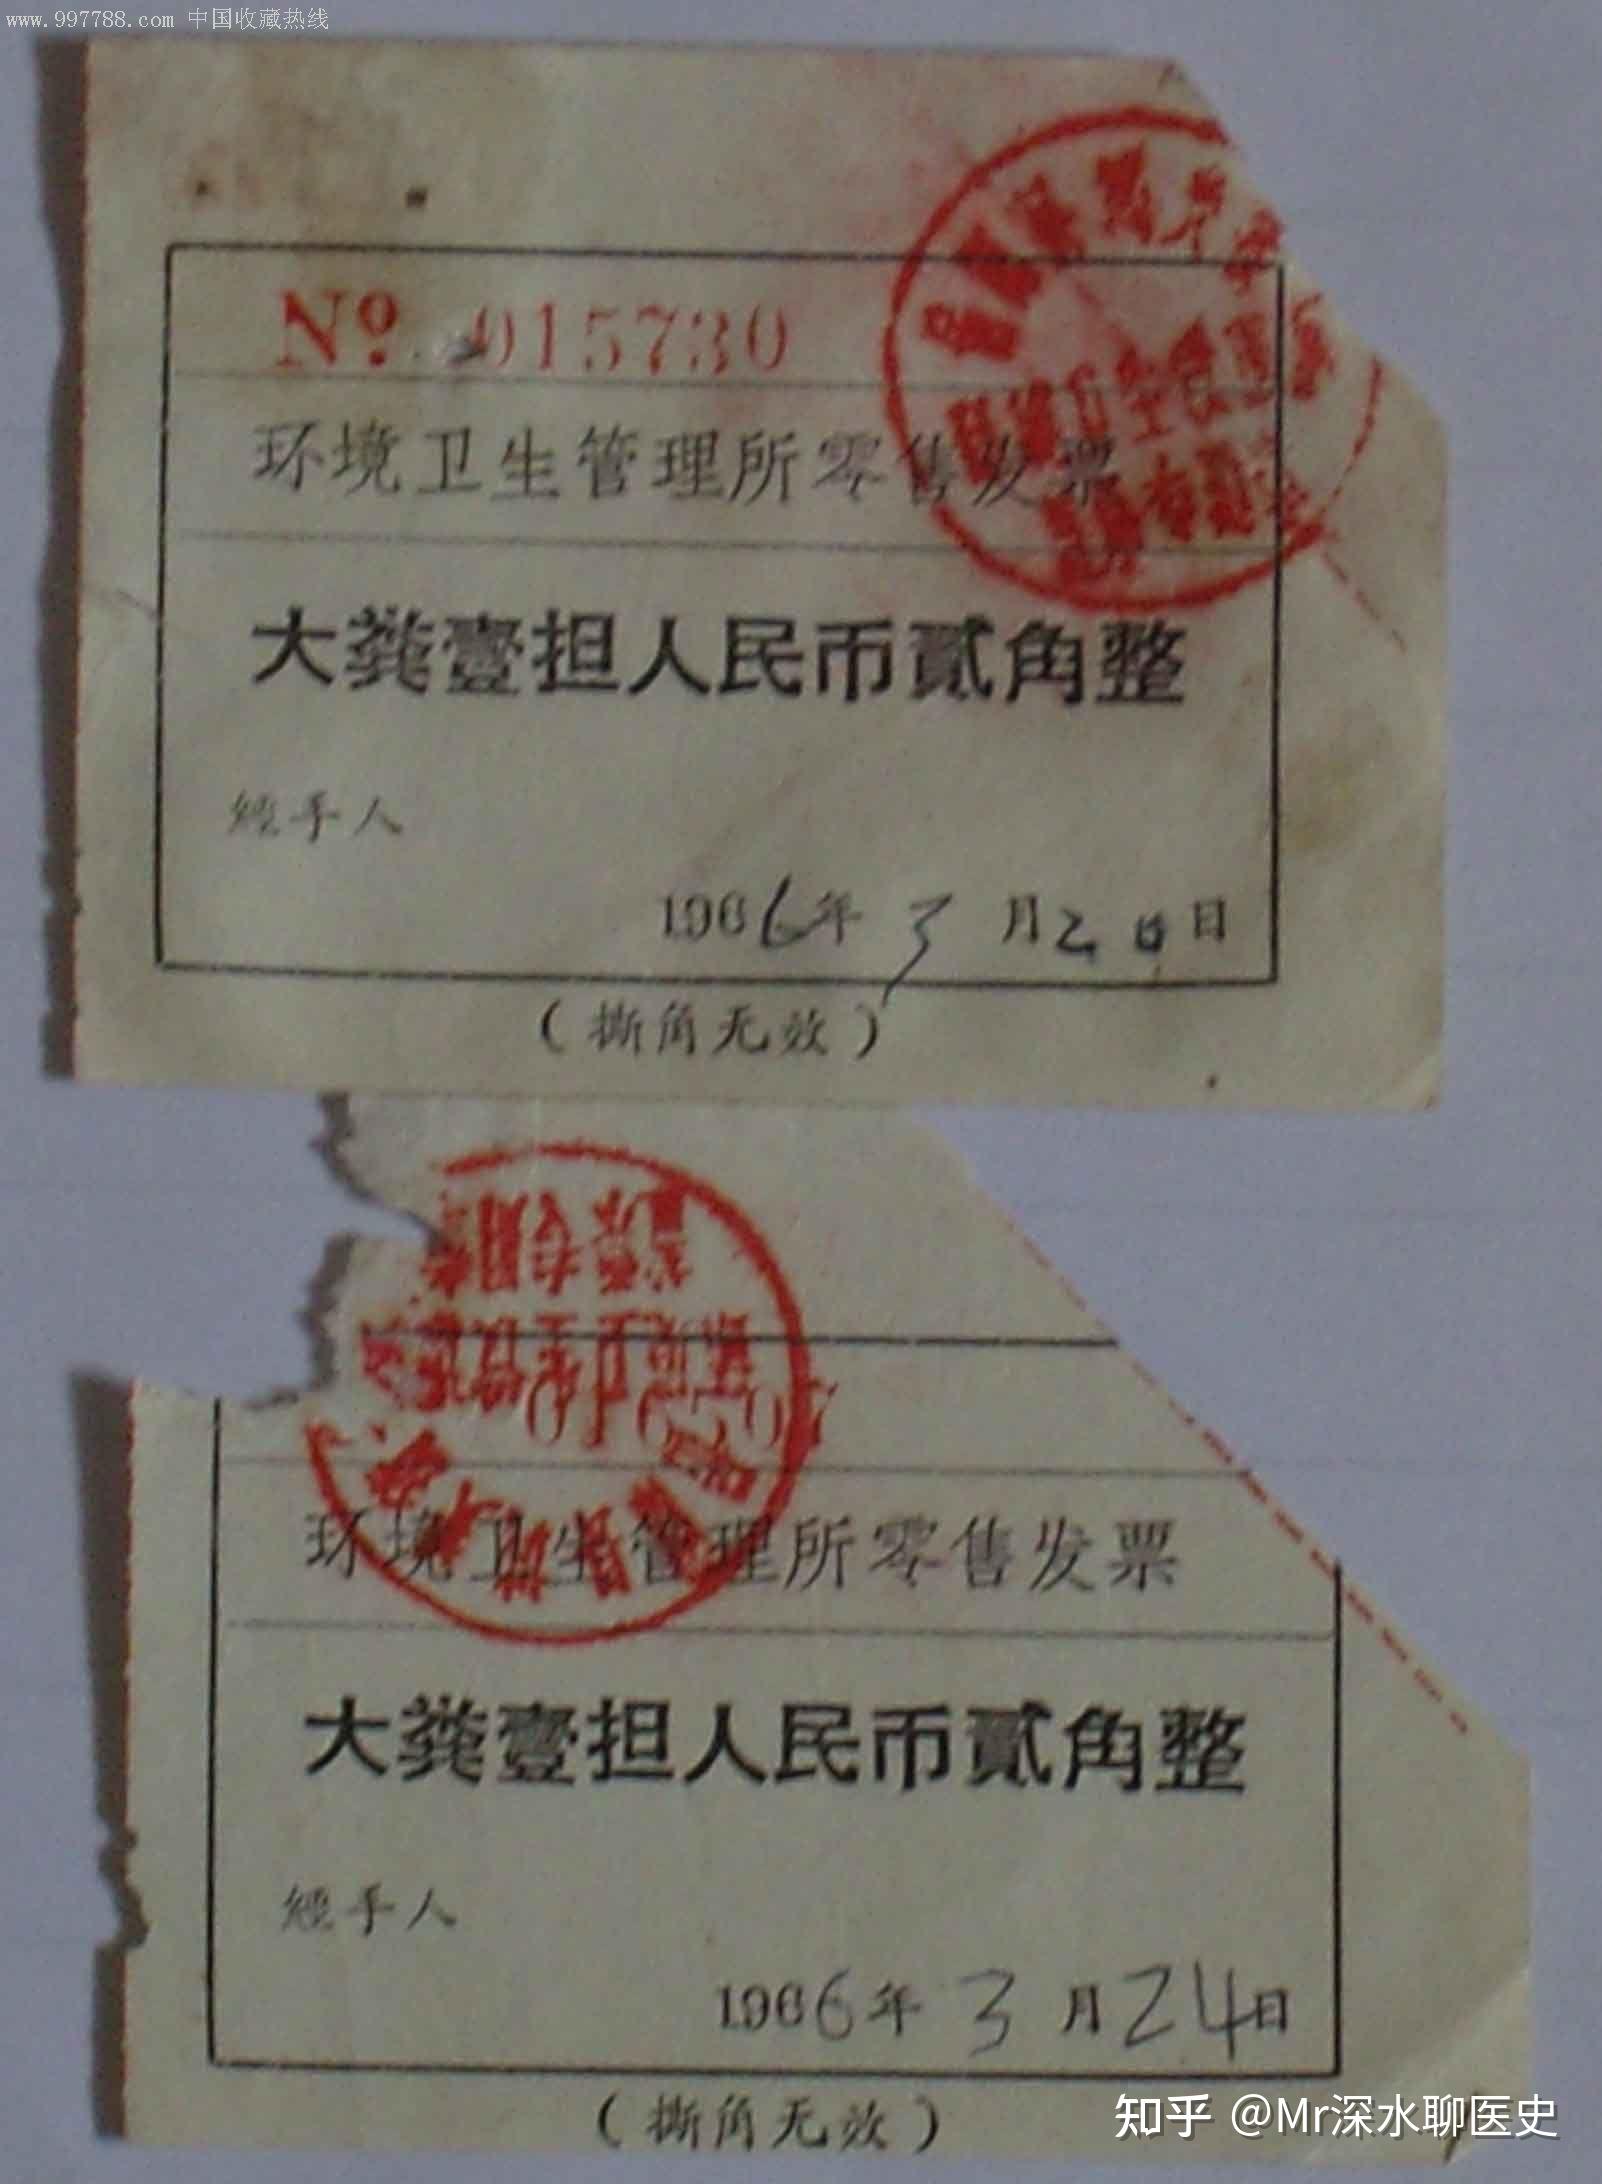 www.997788.com 中国收藏热线
№ 015730
环境卫生管理所零售发票
大粪壹担人民币贰角整
经手人
1966年3月20日
(撕角无效)
环境卫生管理所零售发票
大粪壹担人民币贰角整
经手人
1966年3月24日
(撕角无效)
知乎 @Mr深水聊医史